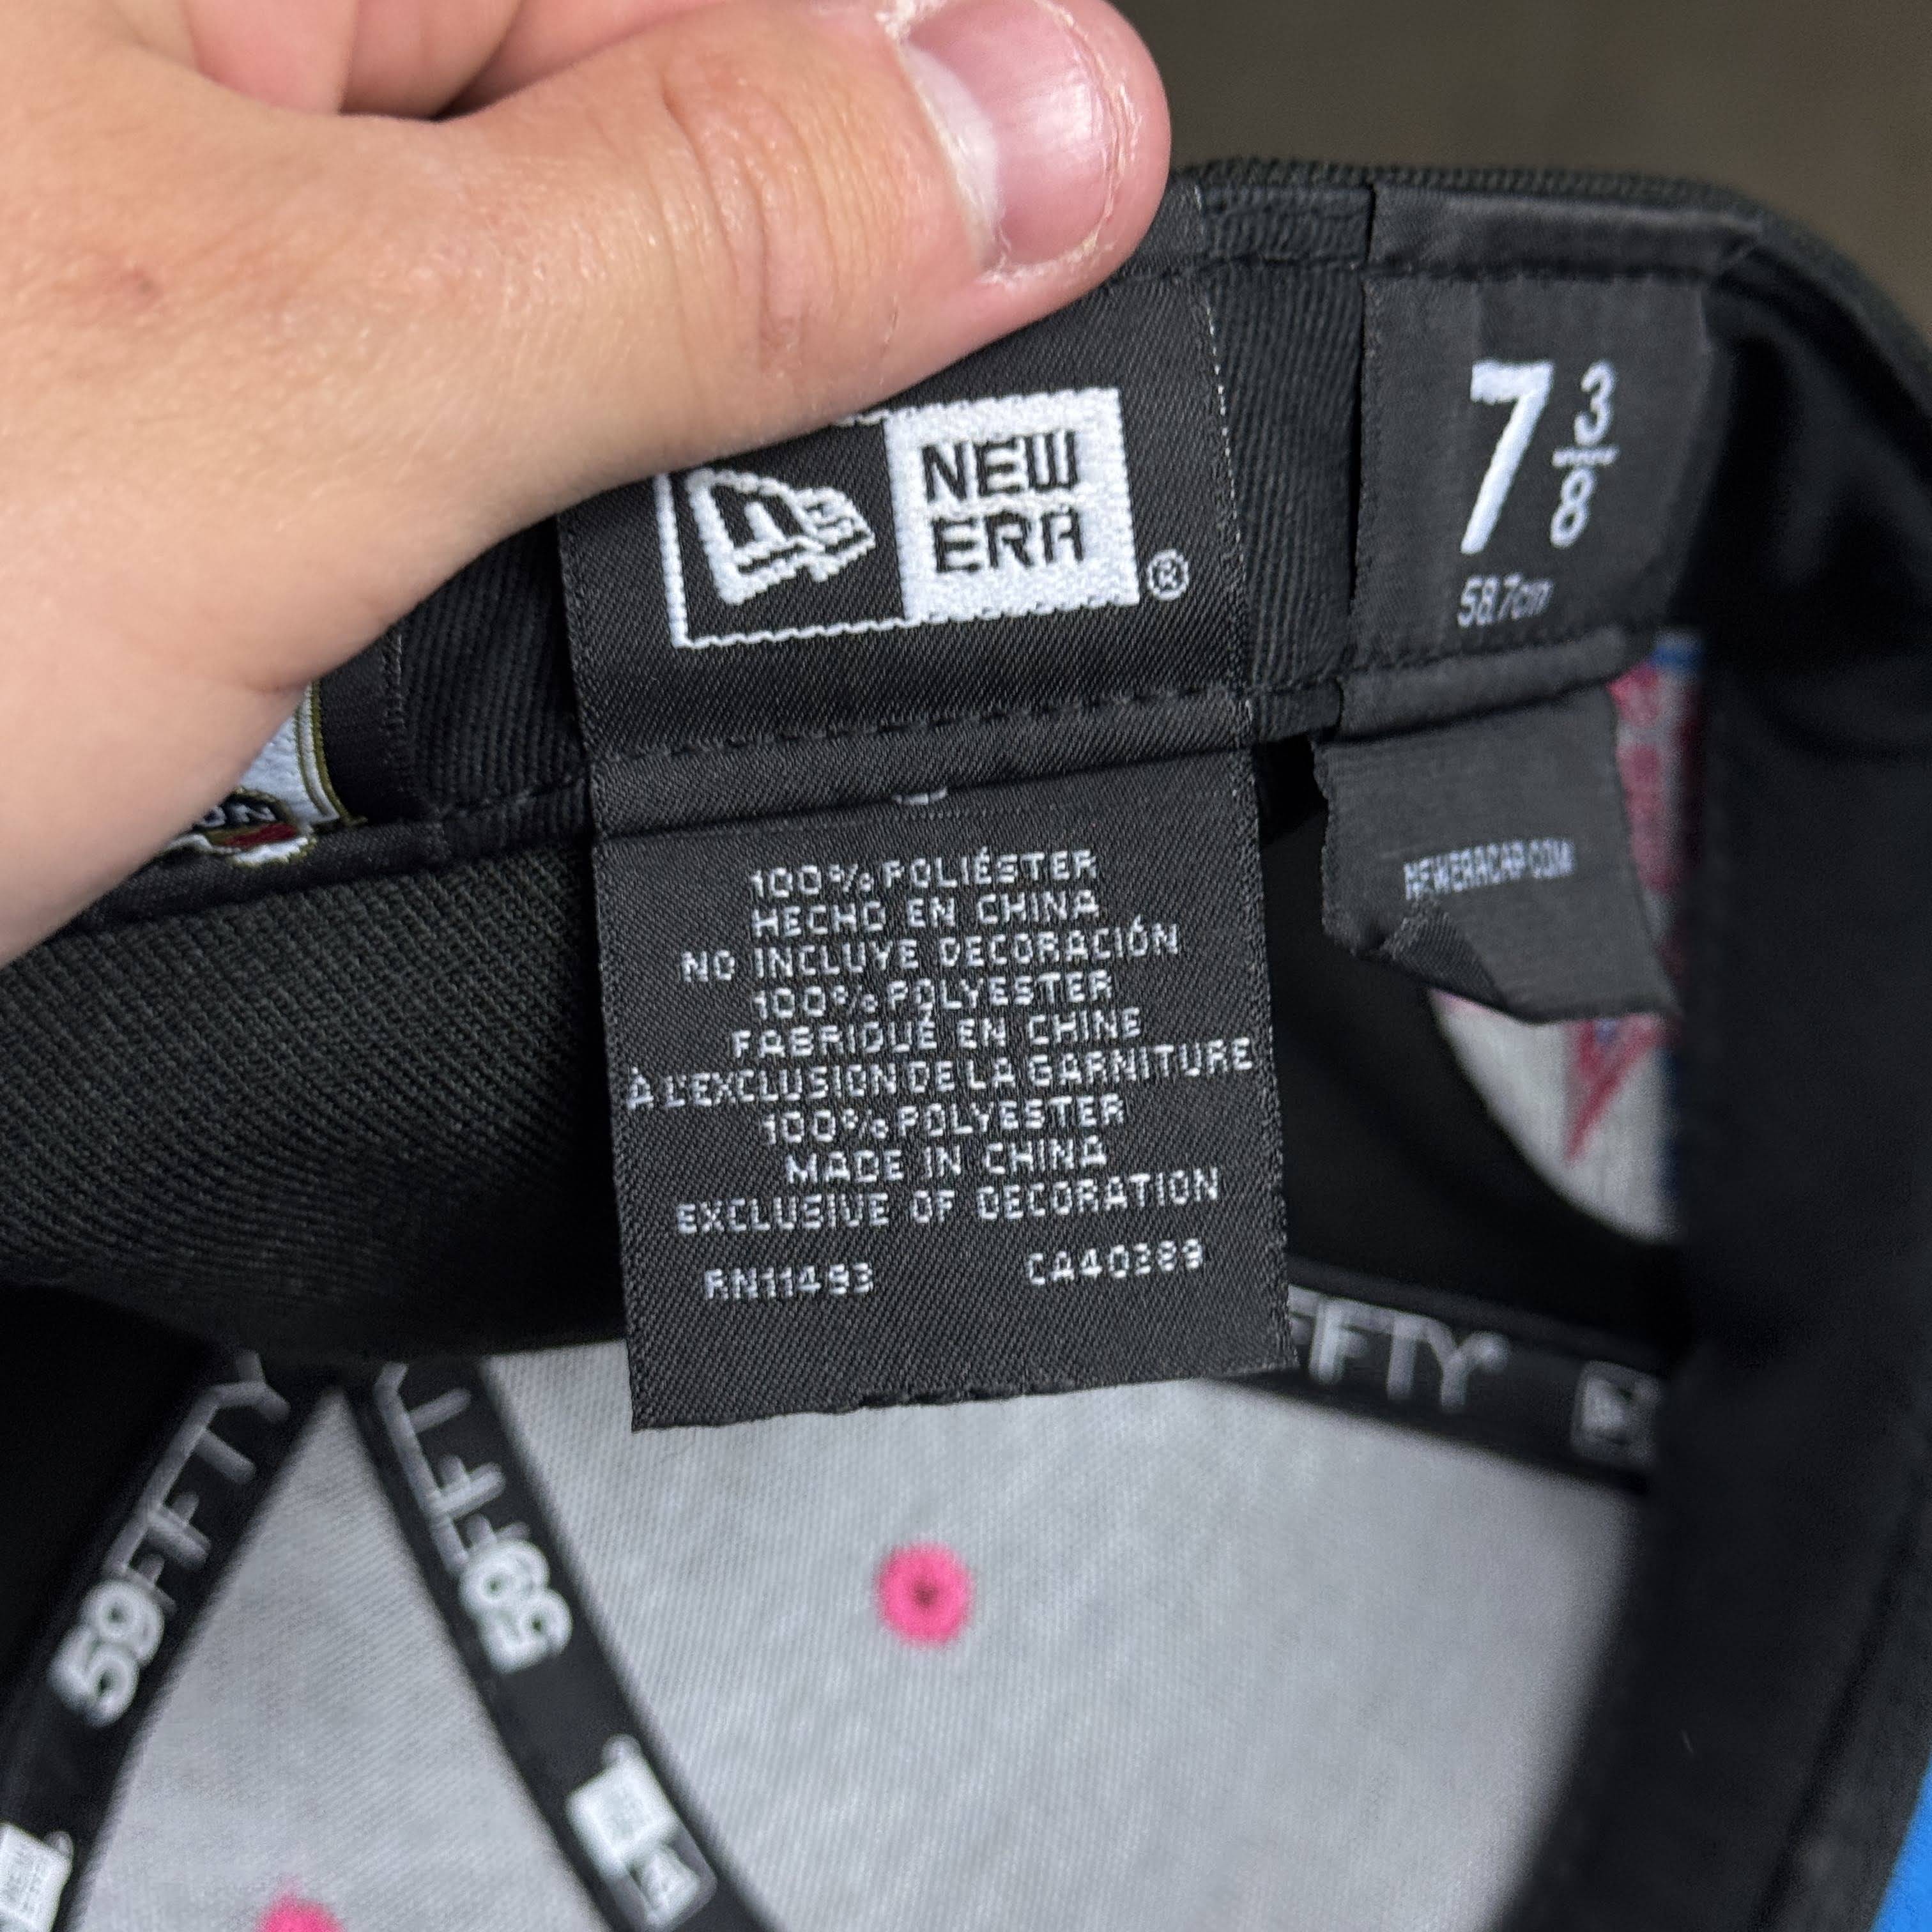 NEW
ERA
®
7 3/8
58.7cm
100% POLIÉSTER
HECHO EN CHINA
NO INCLUYE DECORACIÓN
100% POLYESTER
FABRIQUÉ EN CHINE
À L'EXCLUSION DE LA GARNITURE
100% POLYESTER
MADE IN CHINA
EXCLUSIVE OF DECORATION
RN11493 CA40289
NEWERACAP.COM
59FIFTY
59FIFTY